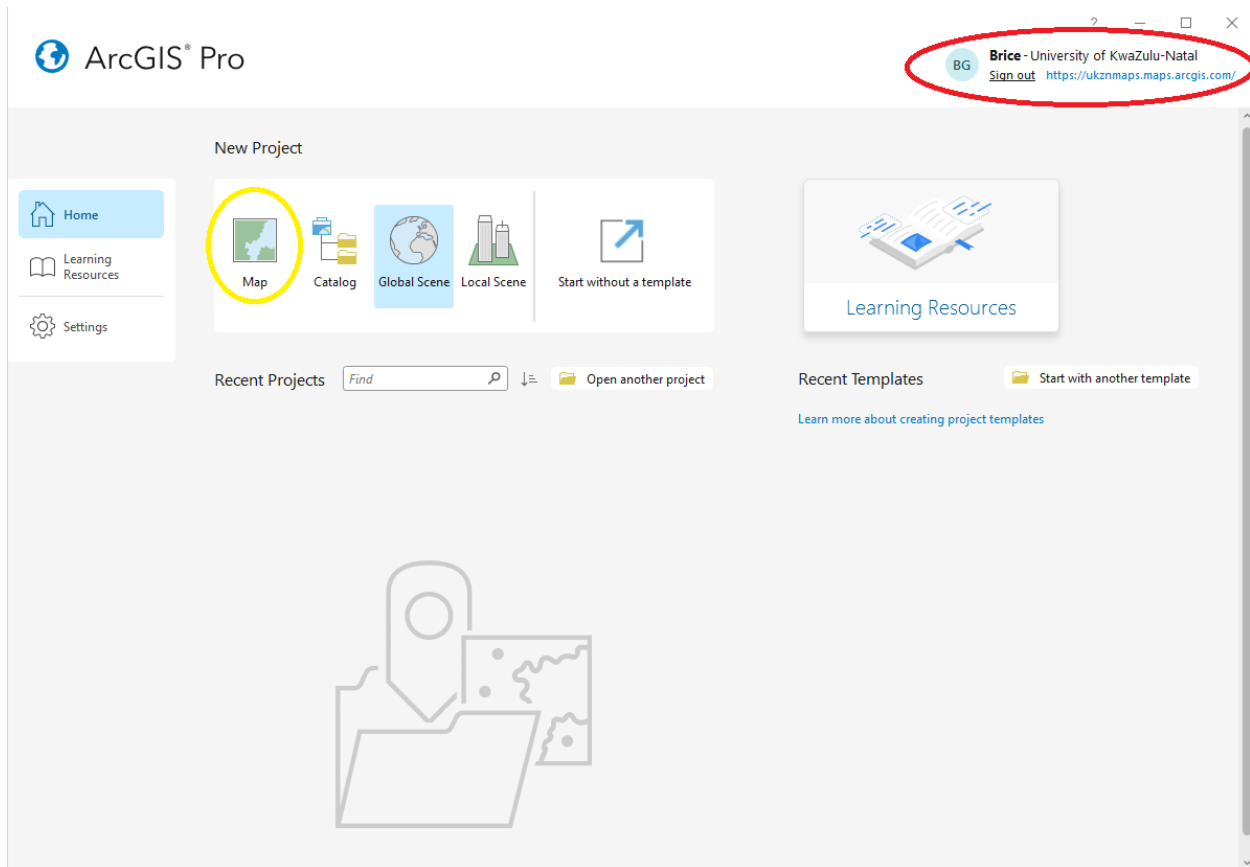 ArcGIS® Pro
?
BG
Brice - University of KwaZulu-Natal
Sign out https://ukznmaps.maps.arcgis.com/
New Project
Home
Learning
Resources
Settings
Map
Catalog
Global Scene
Local Scene
Start without a template
Learning Resources
Recent Projects
Find
Open another project
Recent Templates
Start with another template
Learn more about creating project templates